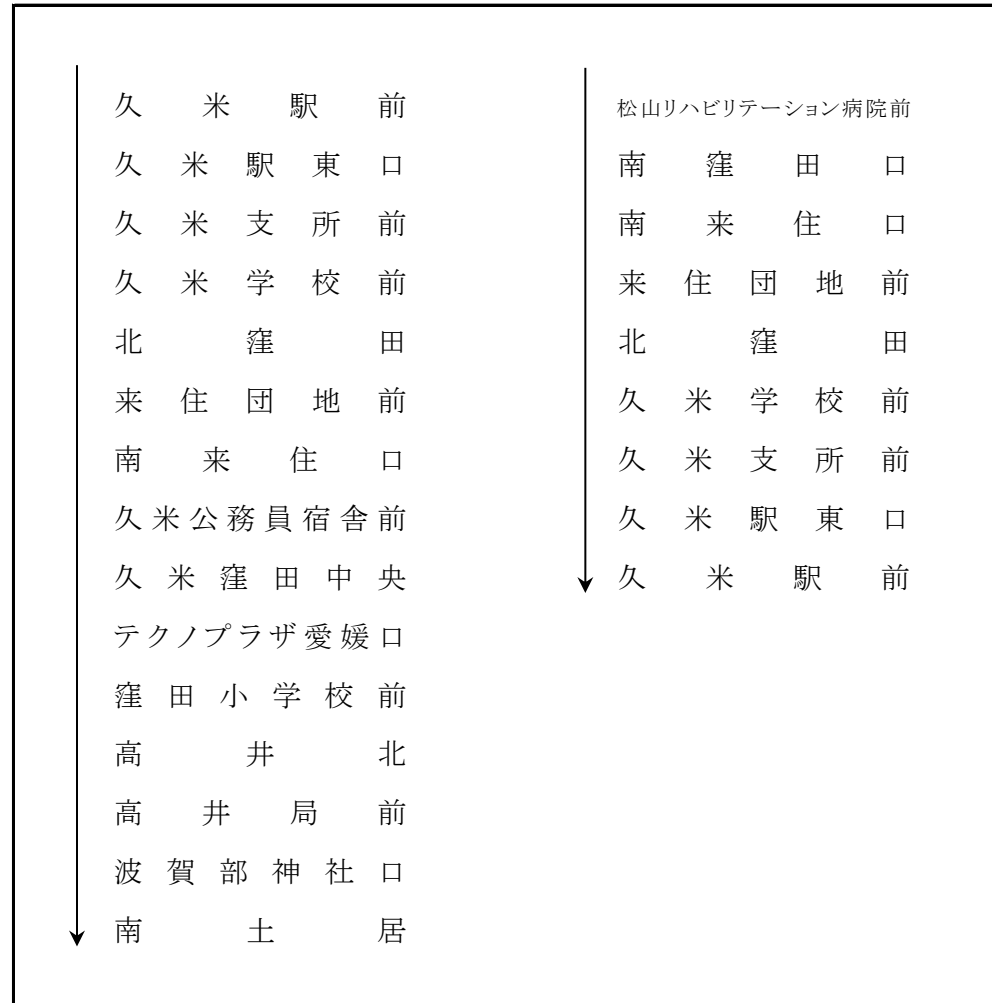 久米駅前
久米駅東口
久米支所前
久米学校前
北窪田
来住団地前
南来住口
久米公務員宿舎前
久米窪田中央
テクノプラザ愛媛口
窪田小学校前
高井北
高井局前
波賀部神社口
南土居
松山リハビリテーション病院前
南窪田口
南来住口
来住団地前
北窪田
久米学校前
久米支所前
久米駅東口
久米駅前